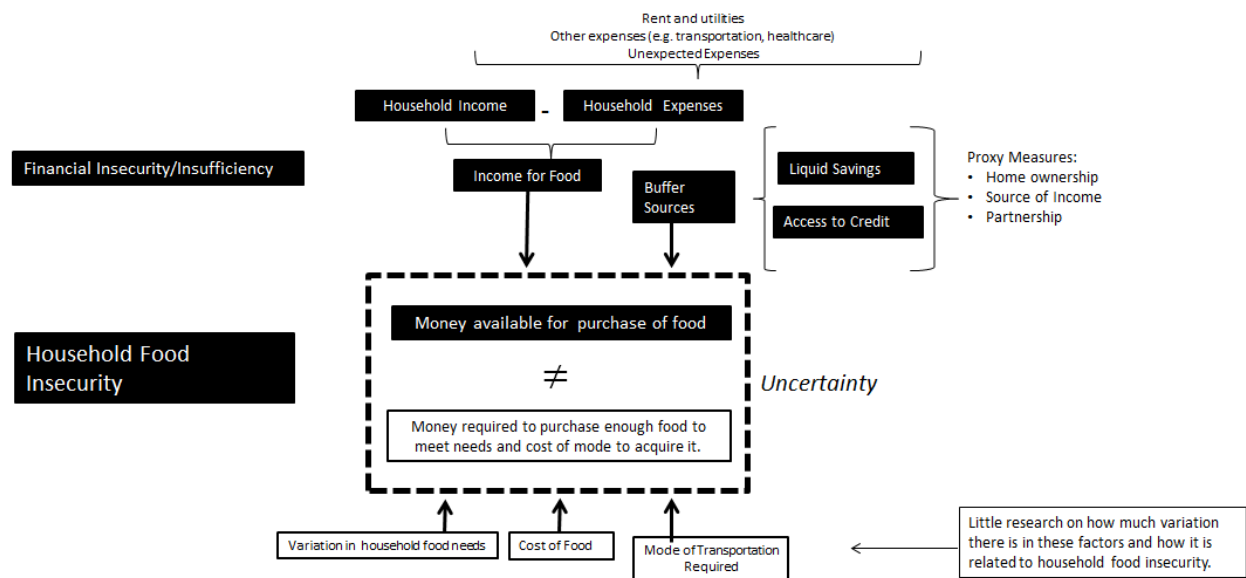 Rent and utilities
Other expenses (e.g. transportation, healthcare)
Unexpected Expenses
Household Income
-
Household Expenses
Financial Insecurity/Insufficiency
Income for Food
Buffer
Sources
Liquid Savings
Access to Credit
Proxy Measures:
• Home ownership
• Source of Income
• Partnership
Household Food
Insecurity
Money available for purchase of food
≠
Money required to purchase enough food to
meet needs and cost of mode to acquire it.
Uncertainty
Variation in household food needs
Cost of Food
Mode of Transportation
Required
Little research on how much variation
there is in these factors and how it is
related to household food insecurity.